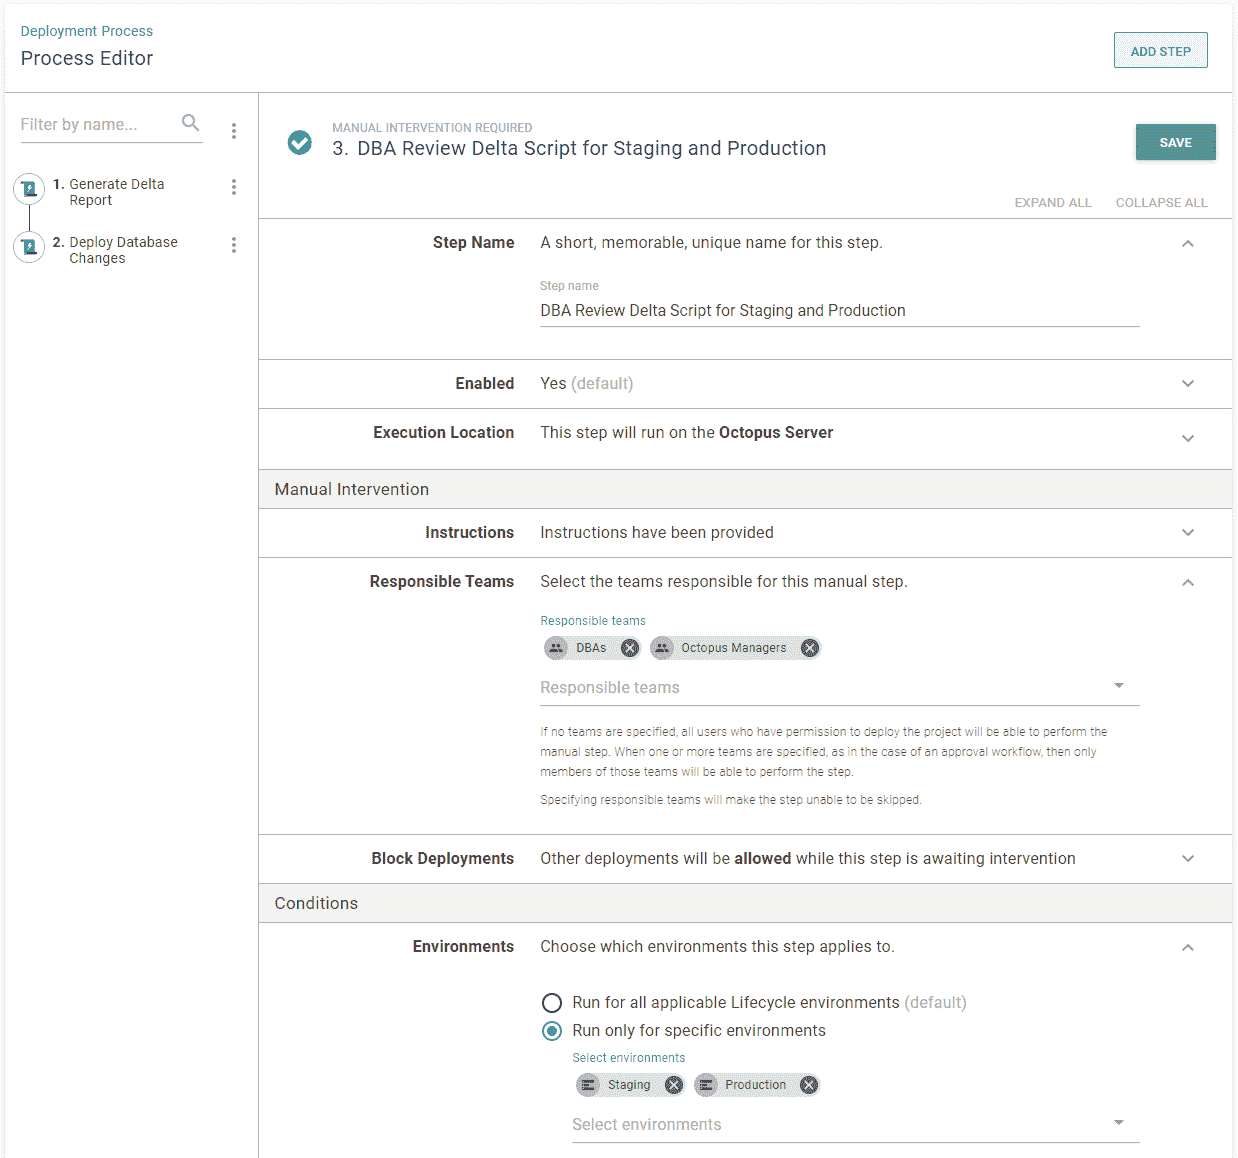 Deployment Process
Process Editor
ADD STEP
Filter by name...
1. Generate Delta
Report
2. Deploy Database
Changes
MANUAL INTERVENTION REQUIRED
3. DBA Review Delta Script for Staging and Production
SAVE
EXPAND ALL COLLAPSE ALL
Step Name A short, memorable, unique name for this step.
Step name
DBA Review Delta Script for Staging and Production
Enabled Yes (default)
Execution Location This step will run on the Octopus Server
Manual Intervention
Instructions Instructions have been provided
Responsible Teams Select the teams responsible for this manual step.
Responsible teams
DBAs Octopus Managers
Responsible teams
If no teams are specified, all users who have permission to deploy the project will be able to perform the
manual step. When one or more teams are specified, as in the case of an approval workflow, then only
members of those teams will be able to perform the step.
Specifying responsible teams will make the step unable to be skipped.
Block Deployments Other deployments will be allowed while this step is awaiting intervention
Conditions
Environments Choose which environments this step applies to.
Run for all applicable Lifecycle environments (default)
Run only for specific environments
Select environments
Staging Production
Select environments